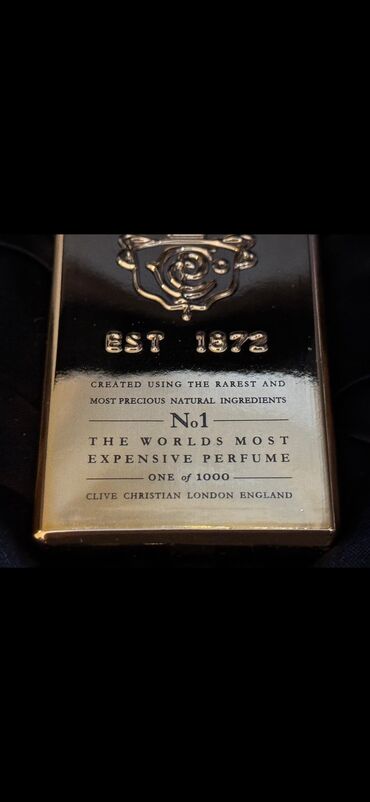 EST 1872
CREATED USING THE RAREST AND
MOST PRECIOUS NATURAL INGREDIENTS
No1
THE WORLDS MOST
EXPENSIVE PERFUME
ONE of 1000
CLIVE CHRISTIAN LONDON ENGLAND